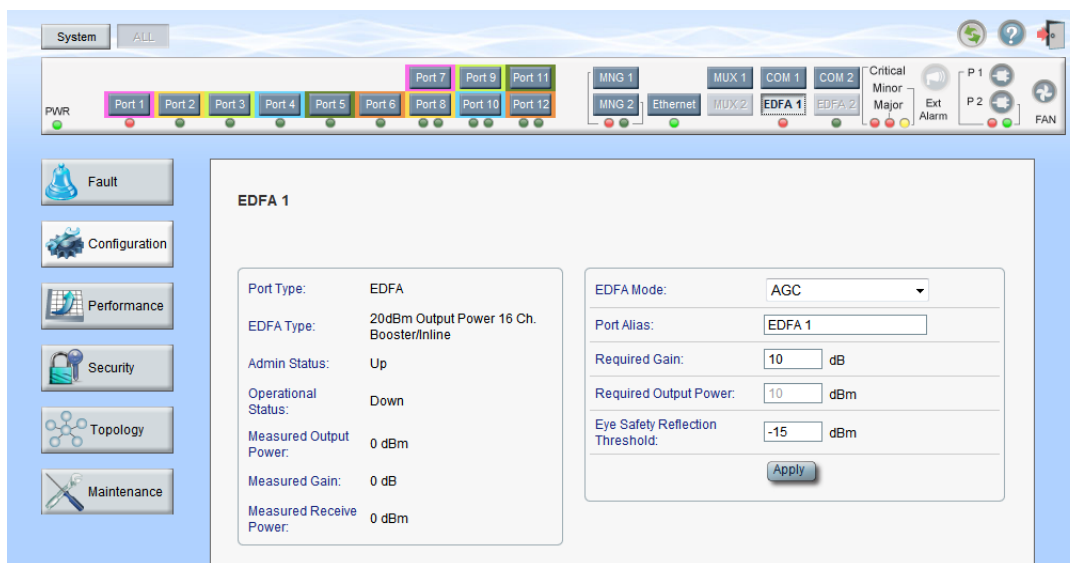 System ALL
Port 7 Port 9 Port 11 MNG 1 MUX 1 COM 1 COM 2 Critical P 1
Minor
PWR Port 1 Port 2 Port 3 Port 4 Port 5 Port 6 Port 8 Port 10 Port 12 MNG 2 Ethernet MUX 2 EDFA 1 EDFA 2 Major Ext Alarm P 2 FAN
Fault
Configuration
Performance
Security
Topology
Maintenance
EDFA 1
Port Type: EDFA
EDFA Type: 20dBm Output Power 16 Ch.
Booster/Inline
Admin Status: Up
Operational
Status: Down
Measured Output
Power: 0 dBm
Measured Gain: 0 dB
Measured Receive
Power: 0 dBm
EDFA Mode: AGC
Port Alias: EDFA 1
Required Gain: 10 dB
Required Output Power: 10 dBm
Eye Safety Reflection
Threshold: -15 dBm
Apply